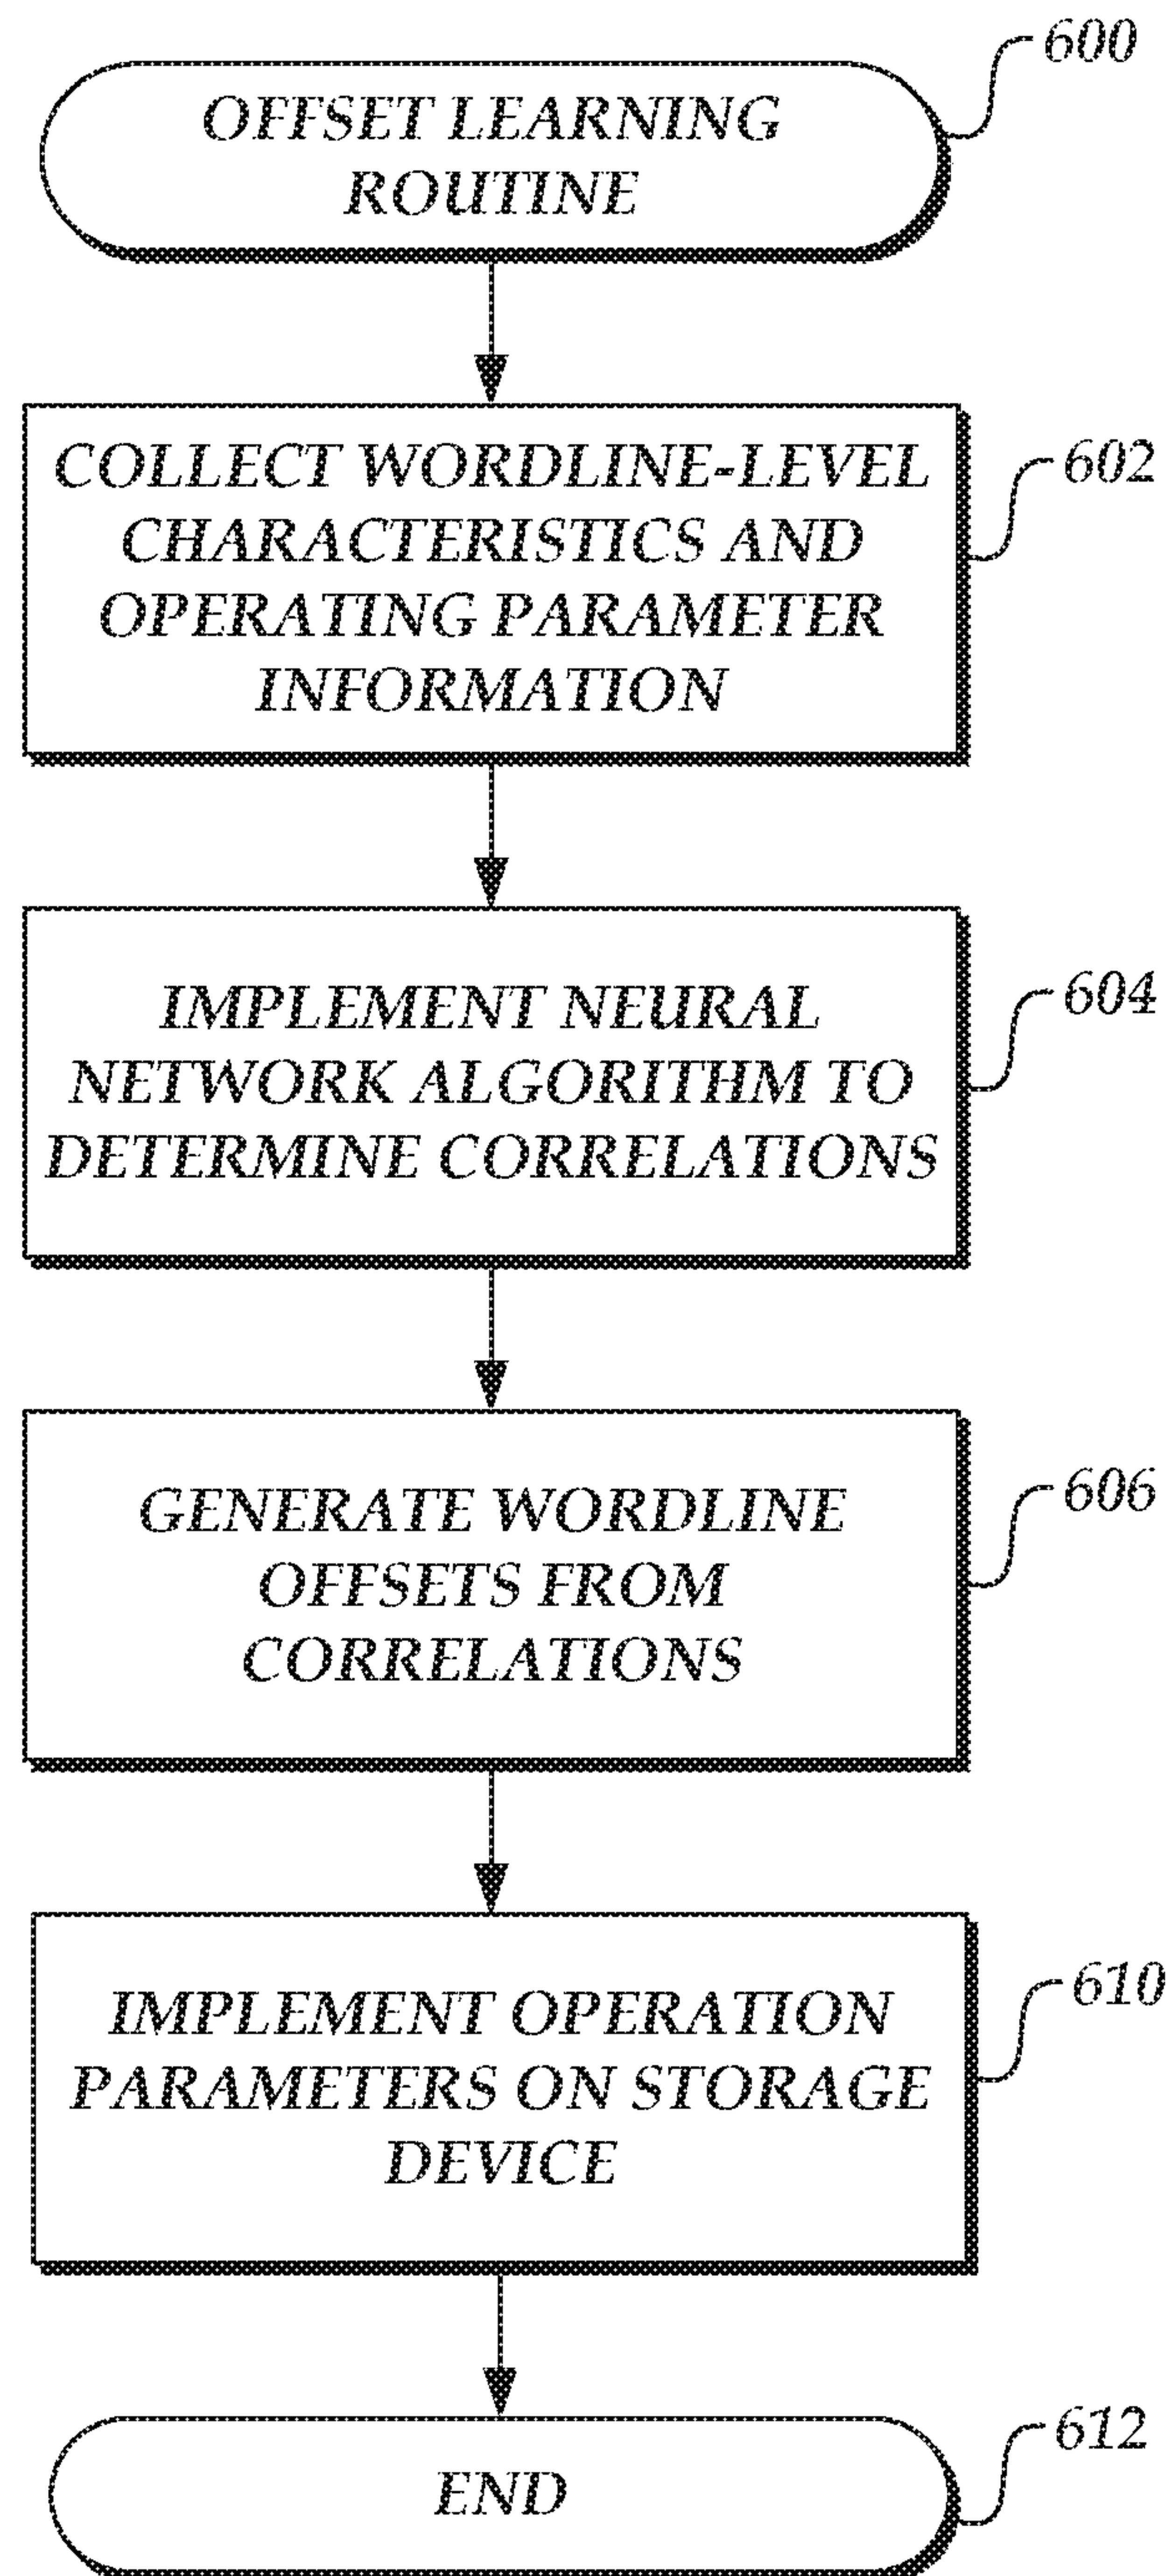 600
OFFSET LEARNING
ROUTINE
COLLECT WORDLINE-LEVEL
CHARACTERISTICS AND
OPERATING PARAMETER
INFORMATION
602
IMPLEMENT NEURAL
NETWORK ALGORITHM TO
DETERMINE CORRELATIONS
604
GENERATE WORDLINE
OFFSETS FROM
CORRELATIONS
606
IMPLEMENT OPERATION
PARAMETERS ON STORAGE
DEVICE
610
END
612